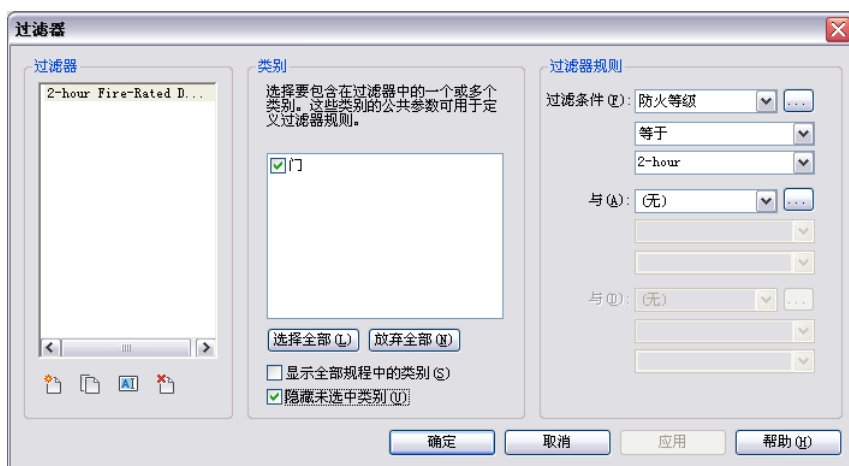 过滤器
过滤器
2-hour Fire-Rated D...
类别
选择要包含在过滤器中的一个或多个
类别。这些类别的公共参数可用于定
义过滤器规则。
门
选择全部(L)
放弃全部(N)
显示全部规程中的类别(S)
隐藏未选中类别(U)
过滤器规则
过滤条件(F):
防火等级
...
等于
2-hour
与(A):
(无)
...
与(D):
(无)
...
AI
确定
取消
应用
帮助(H)